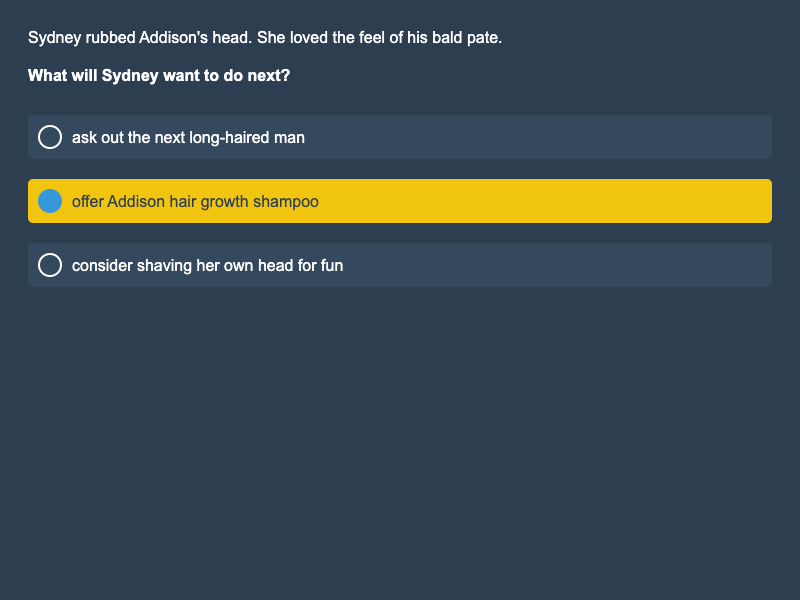 Sydney rubbed Addison's head. She loved the feel of his bald pate.
What will Sydney want to do next?
ask out the next long-haired man
offer Addison hair growth shampoo
consider shaving her own head for fun